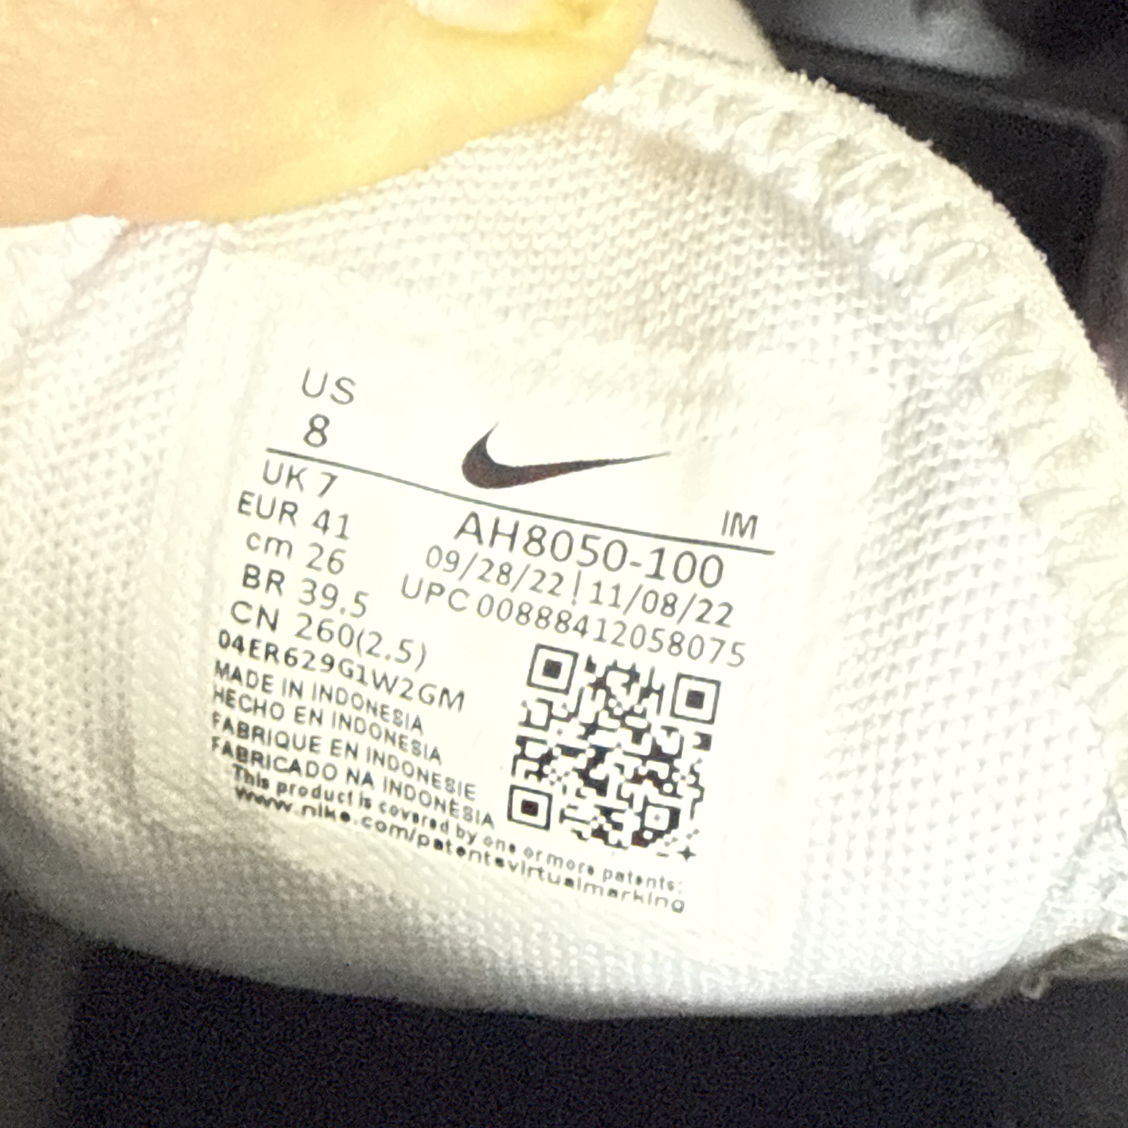 US
8
UK 7
EUR 41
cm 26
BR 39.5
CN 260(2.5)
IM
AH8050-100
09/28/22 | 11/08/22
UPC 00888412058075
04ER629G1W2GM
MADE IN INDONESIA
HECHO EN INDONESIA
FABRIQUE EN INDONESIE
FABRICADO NA INDONÉSIA
This product is covered by one or more patents:
www.nike.com/patentsvirtualmarking